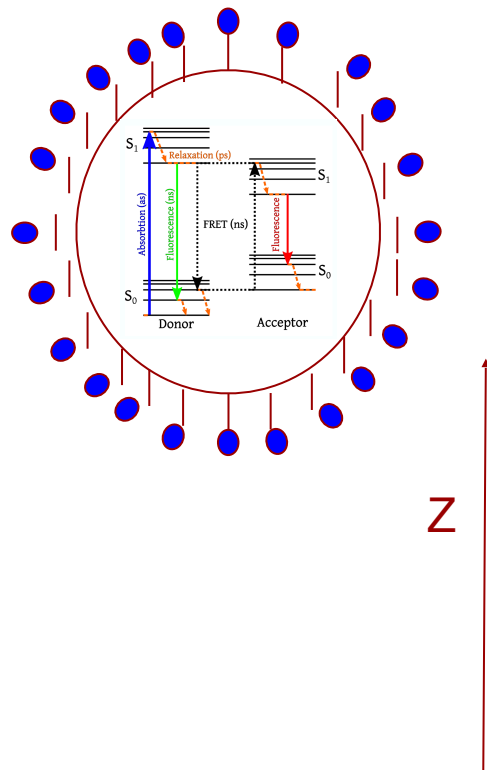 S1
Relaxation (ps)
Absorbtion (as)
Fluorescence (ns)
FRET (ns)
Fluorescence
S1
S0
S0
Donor
Acceptor
Z